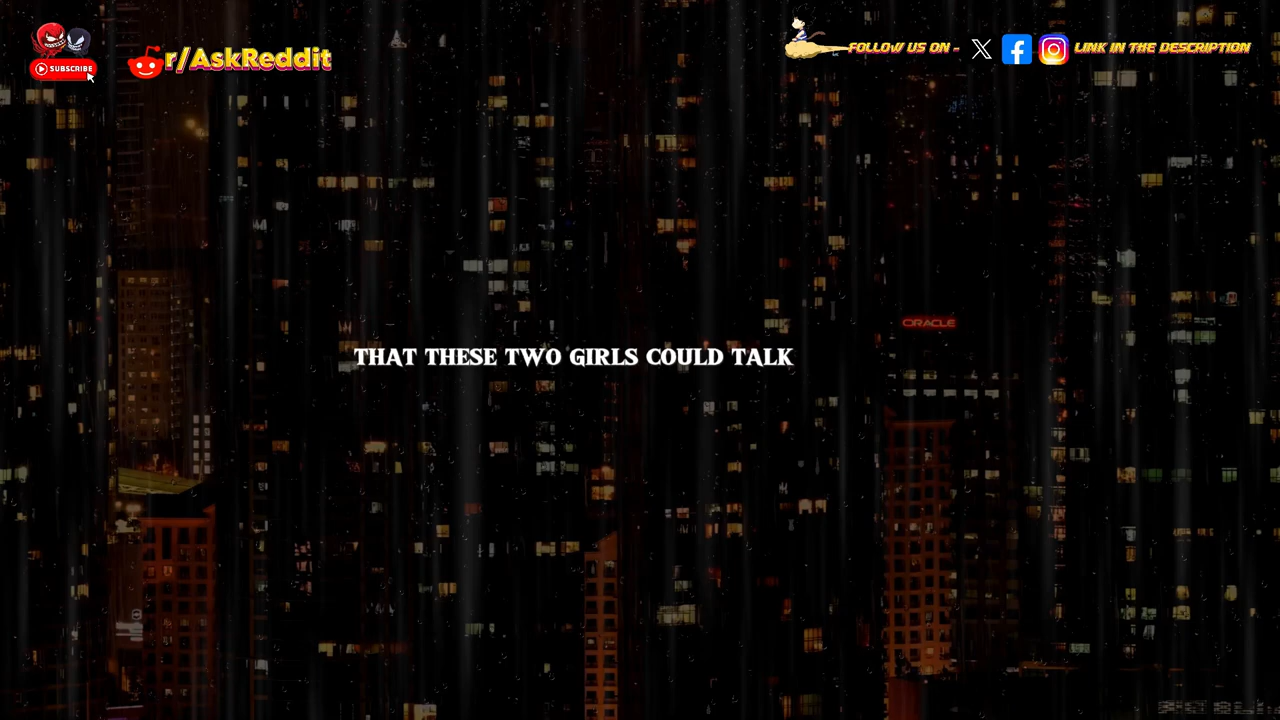 SUBSCRIBE
r/AskReddit
FOLLOW US ON -
LINK IN THE DESCRIPTION
ORACLE
THAT THESE TWO GIRLS COULD TALK